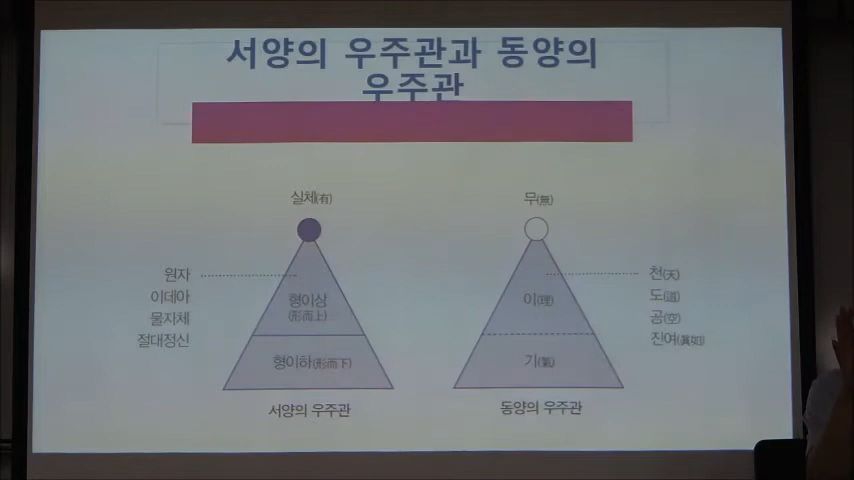 서양의 우주관과 동양의
우주관
실체(有)
무(無)
원자
이데아
물자체
절대정신
형이상
(形而上)
형이하(形而下)
서양의 우주관
이(理)
기(氣)
동양의 우주관
천(天)
도(道)
공(空)
진여(眞如)